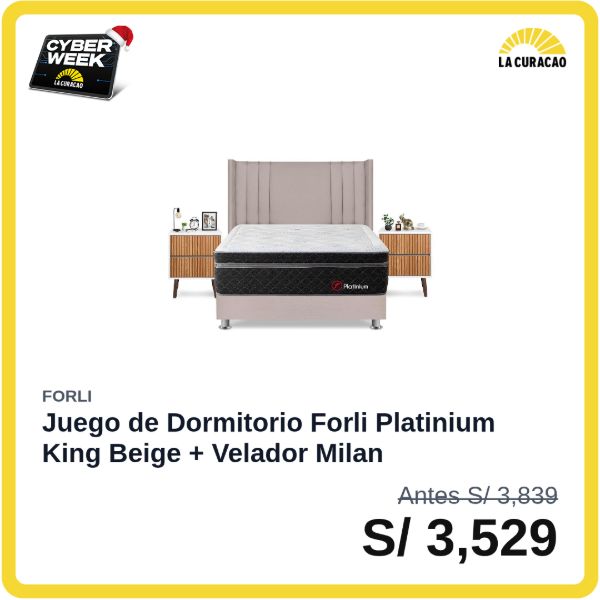 CYBER
WEEK
LA CURACAO
LA CURACAO
Platinium
FORLI
Juego de Dormitorio Forli Platinium
King Beige + Velador Milan
Antes S/ 3,839
S/ 3,529